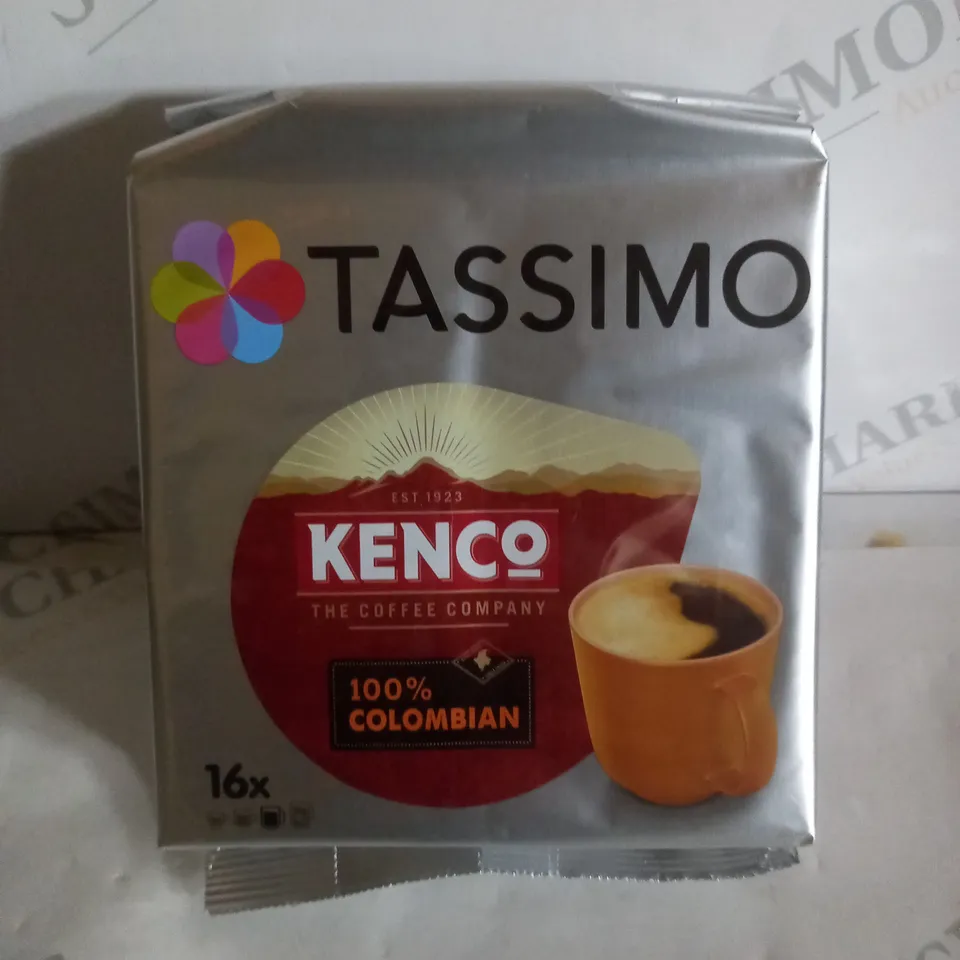 TASSIMO
EST 1923
KENCO
THE COFFEE COMPANY
100%
COLOMBIAN
16x